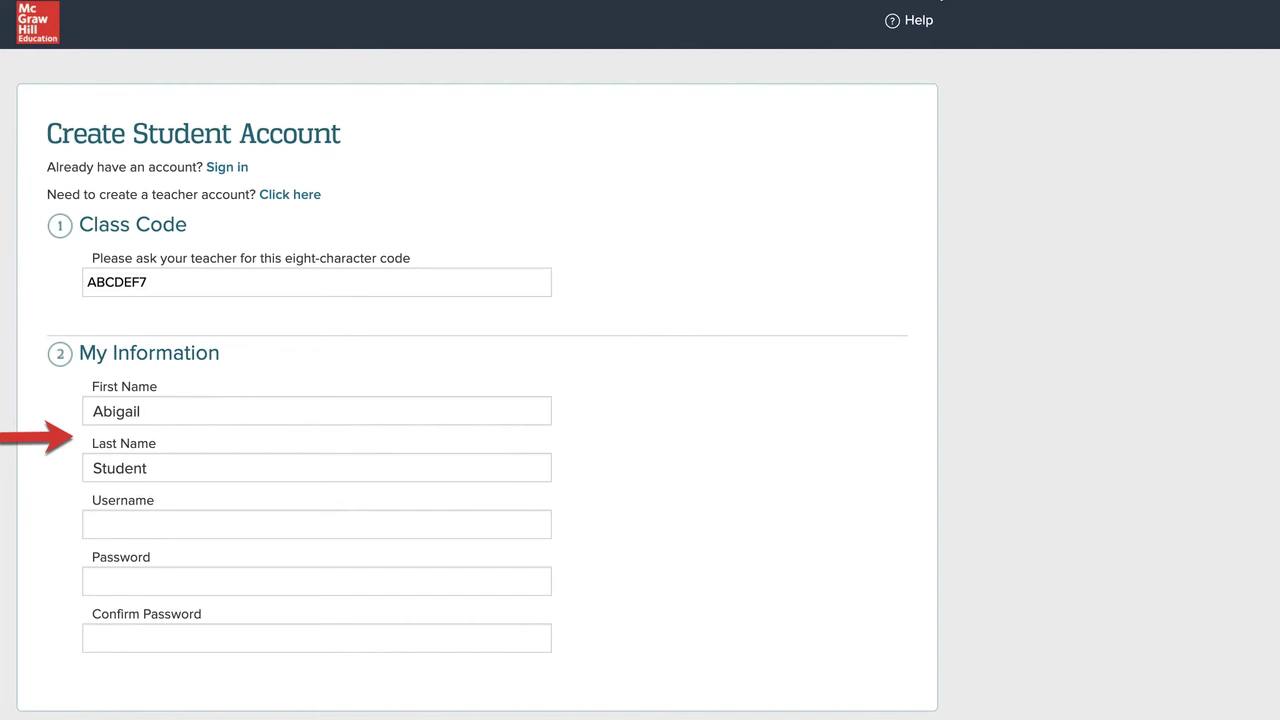 Mc
Graw
Hill
Education
? Help
Create Student Account
Already have an account? Sign in
Need to create a teacher account? Click here
1 Class Code
Please ask your teacher for this eight-character code
ABCDEF7
2 My Information
First Name
Abigail
Last Name
Student
Username
Password
Confirm Password